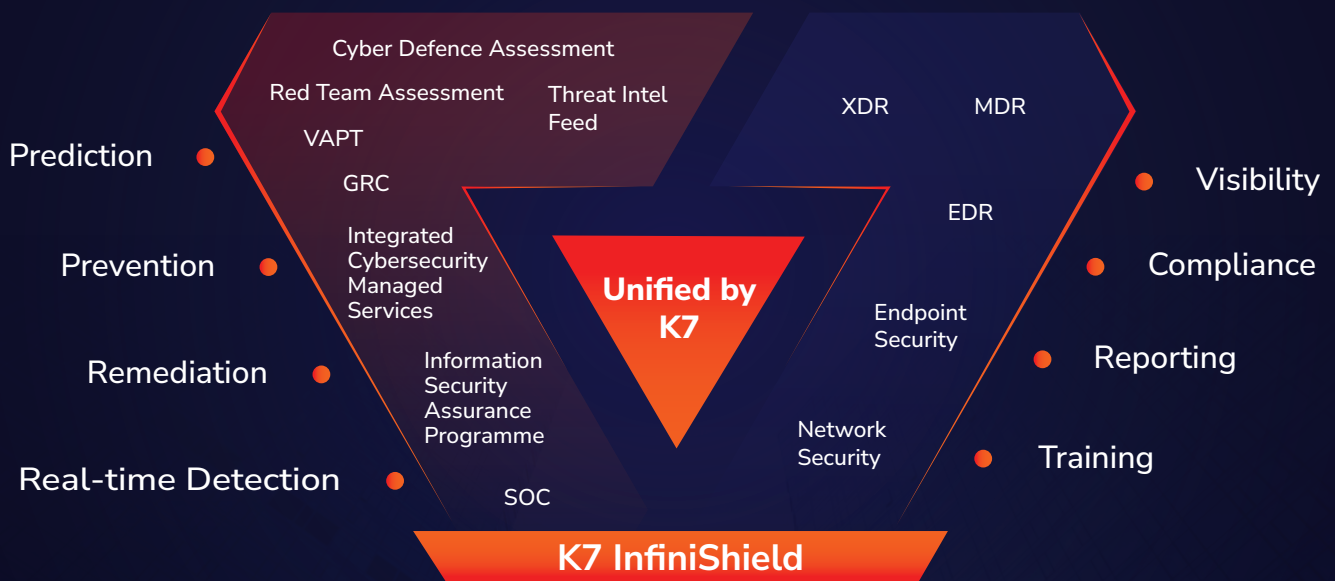 Cyber Defence Assessment
Red Team Assessment
Threat Intel
Feed
VAPT
GRC
Integrated
Cybersecurity
Managed
Services
Information
Security
Assurance
Programme
SOC
XDR
MDR
EDR
Endpoint
Security
Network
Security
Prediction
Prevention
Remediation
Real-time Detection
Visibility
Compliance
Reporting
Training
Unified by
K7
K7 InfiniShield